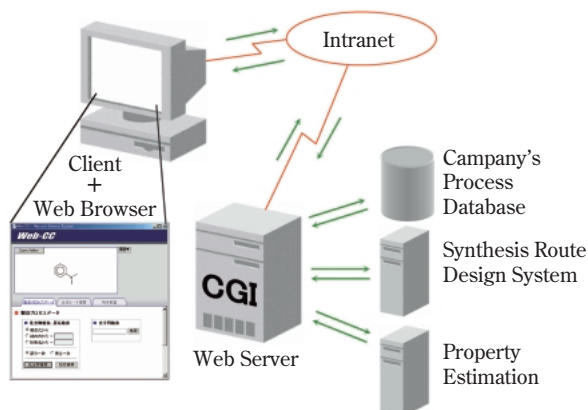 Intranet
Client
+
Web Browser
Web-CC
CGI
Web Server
Campany's
Process
Database
Synthesis Route
Design System
Property
Estimation